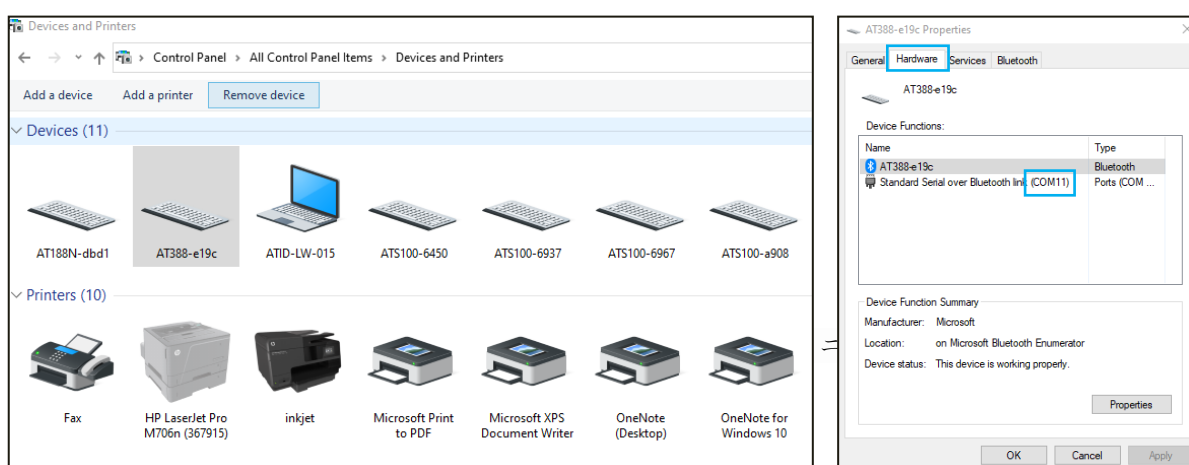 Devices and Printers
Control Panel > All Control Panel Items > Devices and Printers
Add a device Add a printer Remove device
Devices (11)
AT188N-dbd1 AT388-e19c ATID-LW-015 ATS100-6450 ATS100-6937 ATS100-6967 ATS100-a908
Printers (10)
Fax HP LaserJet Pro inkjet Microsoft Print Microsoft XPS OneNote OneNote for
M706n (367915) to PDF Document Writer (Desktop) Windows 10
AT388-e19c Properties
General Hardware Services Bluetooth
AT388-e19c
Device Functions:
Name Type
AT388-e19c Bluetooth
Standard Serial over Bluetooth link (COM11) Ports (COM ...
Device Function Summary
Manufacturer: Microsoft
Location: on Microsoft Bluetooth Enumerator
Device status: This device is working properly.
Properties
OK Cancel Apply